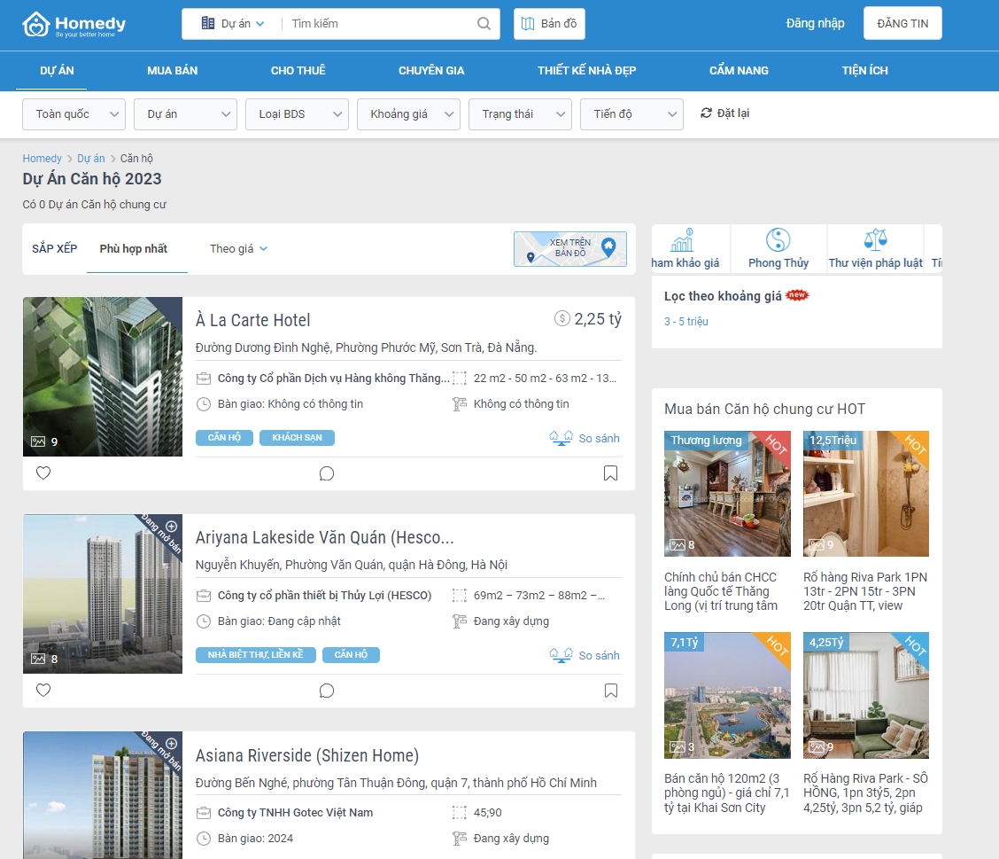 Homedy
Be your better home
Dự án
Tìm kiếm
Bản đồ
Đăng nhập
ĐĂNG TIN
DỰ ÁN
MUA BÁN
CHO THUÊ
CHUYÊN GIA
THIẾT KẾ NHÀ ĐẸP
CẨM NANG
TIỆN ÍCH
Toàn quốc
Dự án
Loại BDS
Khoảng giá
Trạng thái
Tiến độ
Đặt lại
Homedy > Dự án > Căn hộ
Dự Án Căn hộ 2023
Có 0 Dự án Căn hộ chung cư
SẮP XẾP
Phù hợp nhất
Theo giá
XEM TRÊN
BẢN ĐỒ
ham khảo giá
Phong Thủy
Thư viện pháp luật
Tí
Lọc theo khoảng giá new
3 - 5 triệu
À La Carte Hotel
2,25 tỷ
Đường Dương Đình Nghệ, Phường Phước Mỹ, Sơn Trà, Đà Nẵng.
Công ty Cổ phần Dịch vụ Hàng không Thăng...
22 m2 - 50 m2 - 63 m2 - 13...
Bàn giao: Không có thông tin
Không có thông tin
9
CĂN HỘ
KHÁCH SẠN
So sánh
Đang mở bán
Ariyana Lakeside Văn Quán (Hesco...
Nguyễn Khuyến, Phường Văn Quán, quận Hà Đông, Hà Nội
Công ty cổ phần thiết bị Thủy Lợi (HESCO)
69m2 – 73m2 – 88m2 –...
Bàn giao: Đang cập nhật
Đang xây dựng
8
NHÀ BIỆT THỰ, LIỀN KỀ
CĂN HỘ
So sánh
Đang mở bán
Asiana Riverside (Shizen Home)
Đường Bến Nghé, phường Tân Thuận Đông, quận 7, thành phố Hồ Chí Minh
Công ty TNHH Gotec Việt Nam
45;90
Bàn giao: 2024
Đang xây dựng
Mua bán Căn hộ chung cư HOT
Thương lượng
HOT
8
Chính chủ bán CHCC
làng Quốc tế Thăng
Long (vị trí trung tâm
12,5Triệu
HOT
9
Rổ hàng Riva Park 1PN
13tr - 2PN 15tr - 3PN
20tr Quận TT, view
7,1Tỷ
HOT
3
Bán căn hộ 120m2 (3
phòng ngủ) - giá chỉ 7,1
tỷ tại Khai Sơn City
4,25Tỷ
HOT
9
Rổ Hàng Riva Park - SỔ
HỒNG, 1pn 3tỷ5, 2pn
4,25tỷ, 3pn 5,2 tỷ, giáp